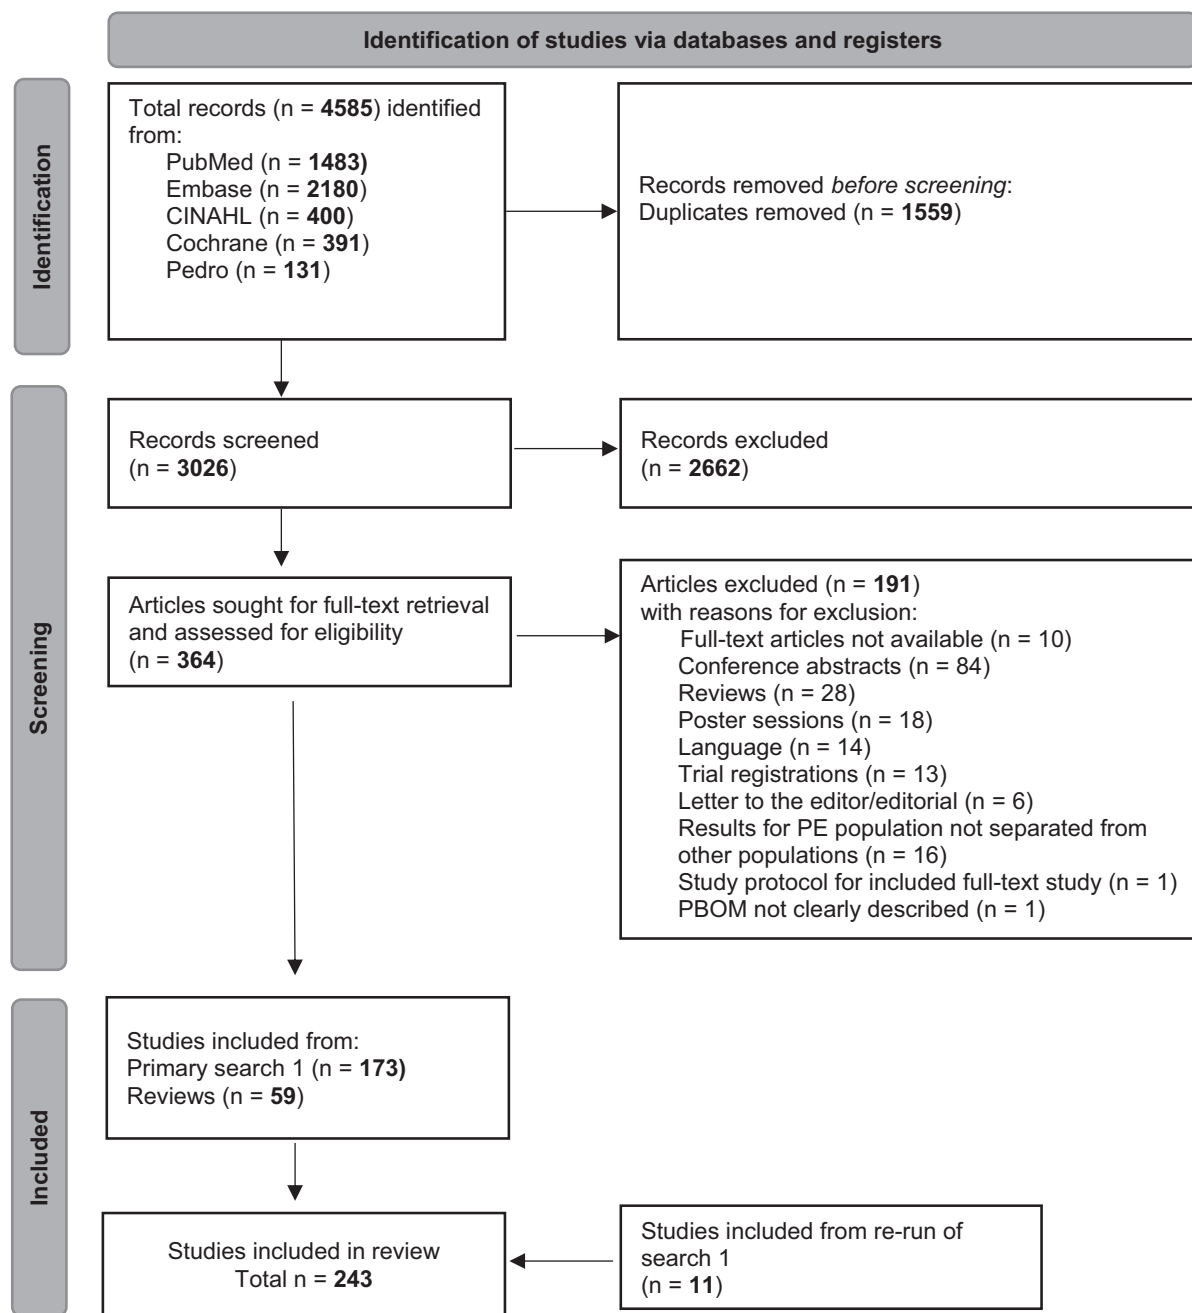 Identification of studies via databases and registers
Identification
Total records (n = 4585) identified
from:
PubMed (n = 1483)
Embase (n = 2180)
CINAHL (n = 400)
Cochrane (n = 391)
Pedro (n = 131)
Records removed before screening:
Duplicates removed (n = 1559)
Screening
Records screened
(n = 3026)
Records excluded
(n = 2662)
Articles sought for full-text retrieval
and assessed for eligibility
(n = 364)
Articles excluded (n = 191)
with reasons for exclusion:
Full-text articles not available (n = 10)
Conference abstracts (n = 84)
Reviews (n = 28)
Poster sessions (n = 18)
Language (n = 14)
Trial registrations (n = 13)
Letter to the editor/editorial (n = 6)
Results for PE population not separated from
other populations (n = 16)
Study protocol for included full-text study (n = 1)
PBOM not clearly described (n = 1)
Included
Studies included from:
Primary search 1 (n = 173)
Reviews (n = 59)
Studies included in review
Total n = 243
Studies included from re-run of
search 1
(n = 11)